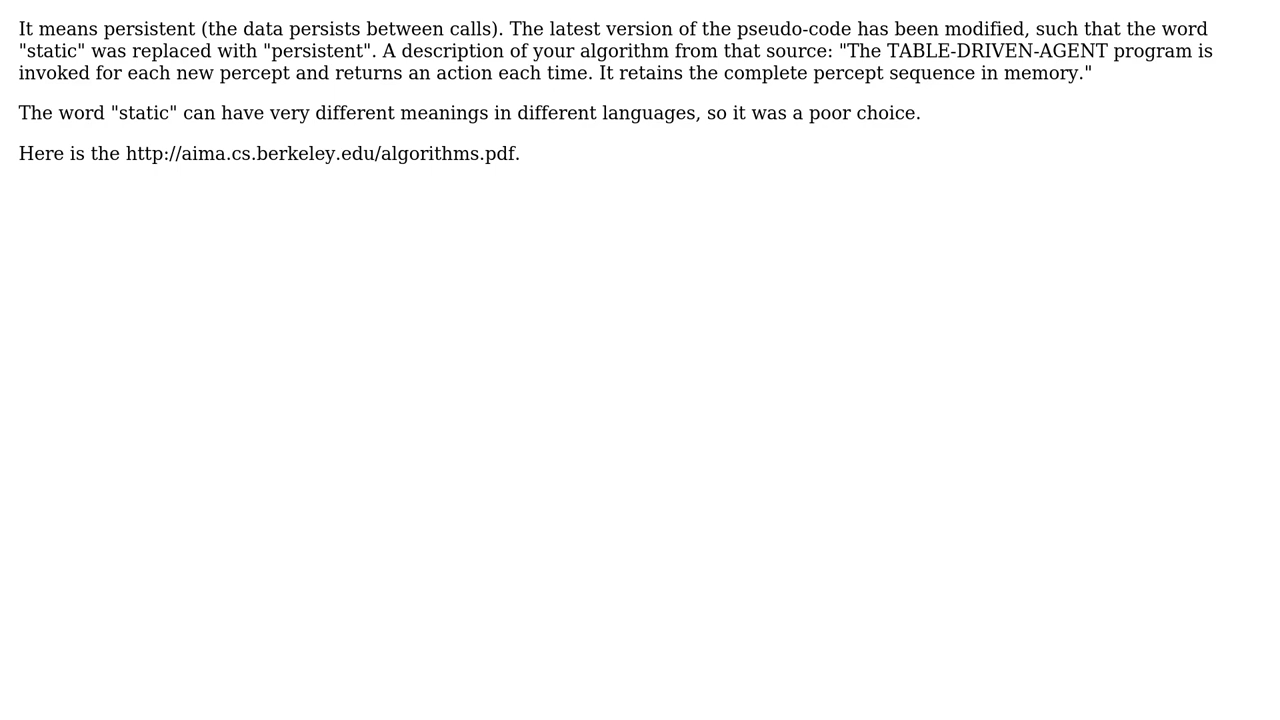 It means persistent (the data persists between calls). The latest version of the pseudo-code has been modified, such that the word
"static" was replaced with "persistent". A description of your algorithm from that source: "The TABLE-DRIVEN-AGENT program is
invoked for each new percept and returns an action each time. It retains the complete percept sequence in memory."
The word "static" can have very different meanings in different languages, so it was a poor choice.
Here is the http://aima.cs.berkeley.edu/algorithms.pdf.